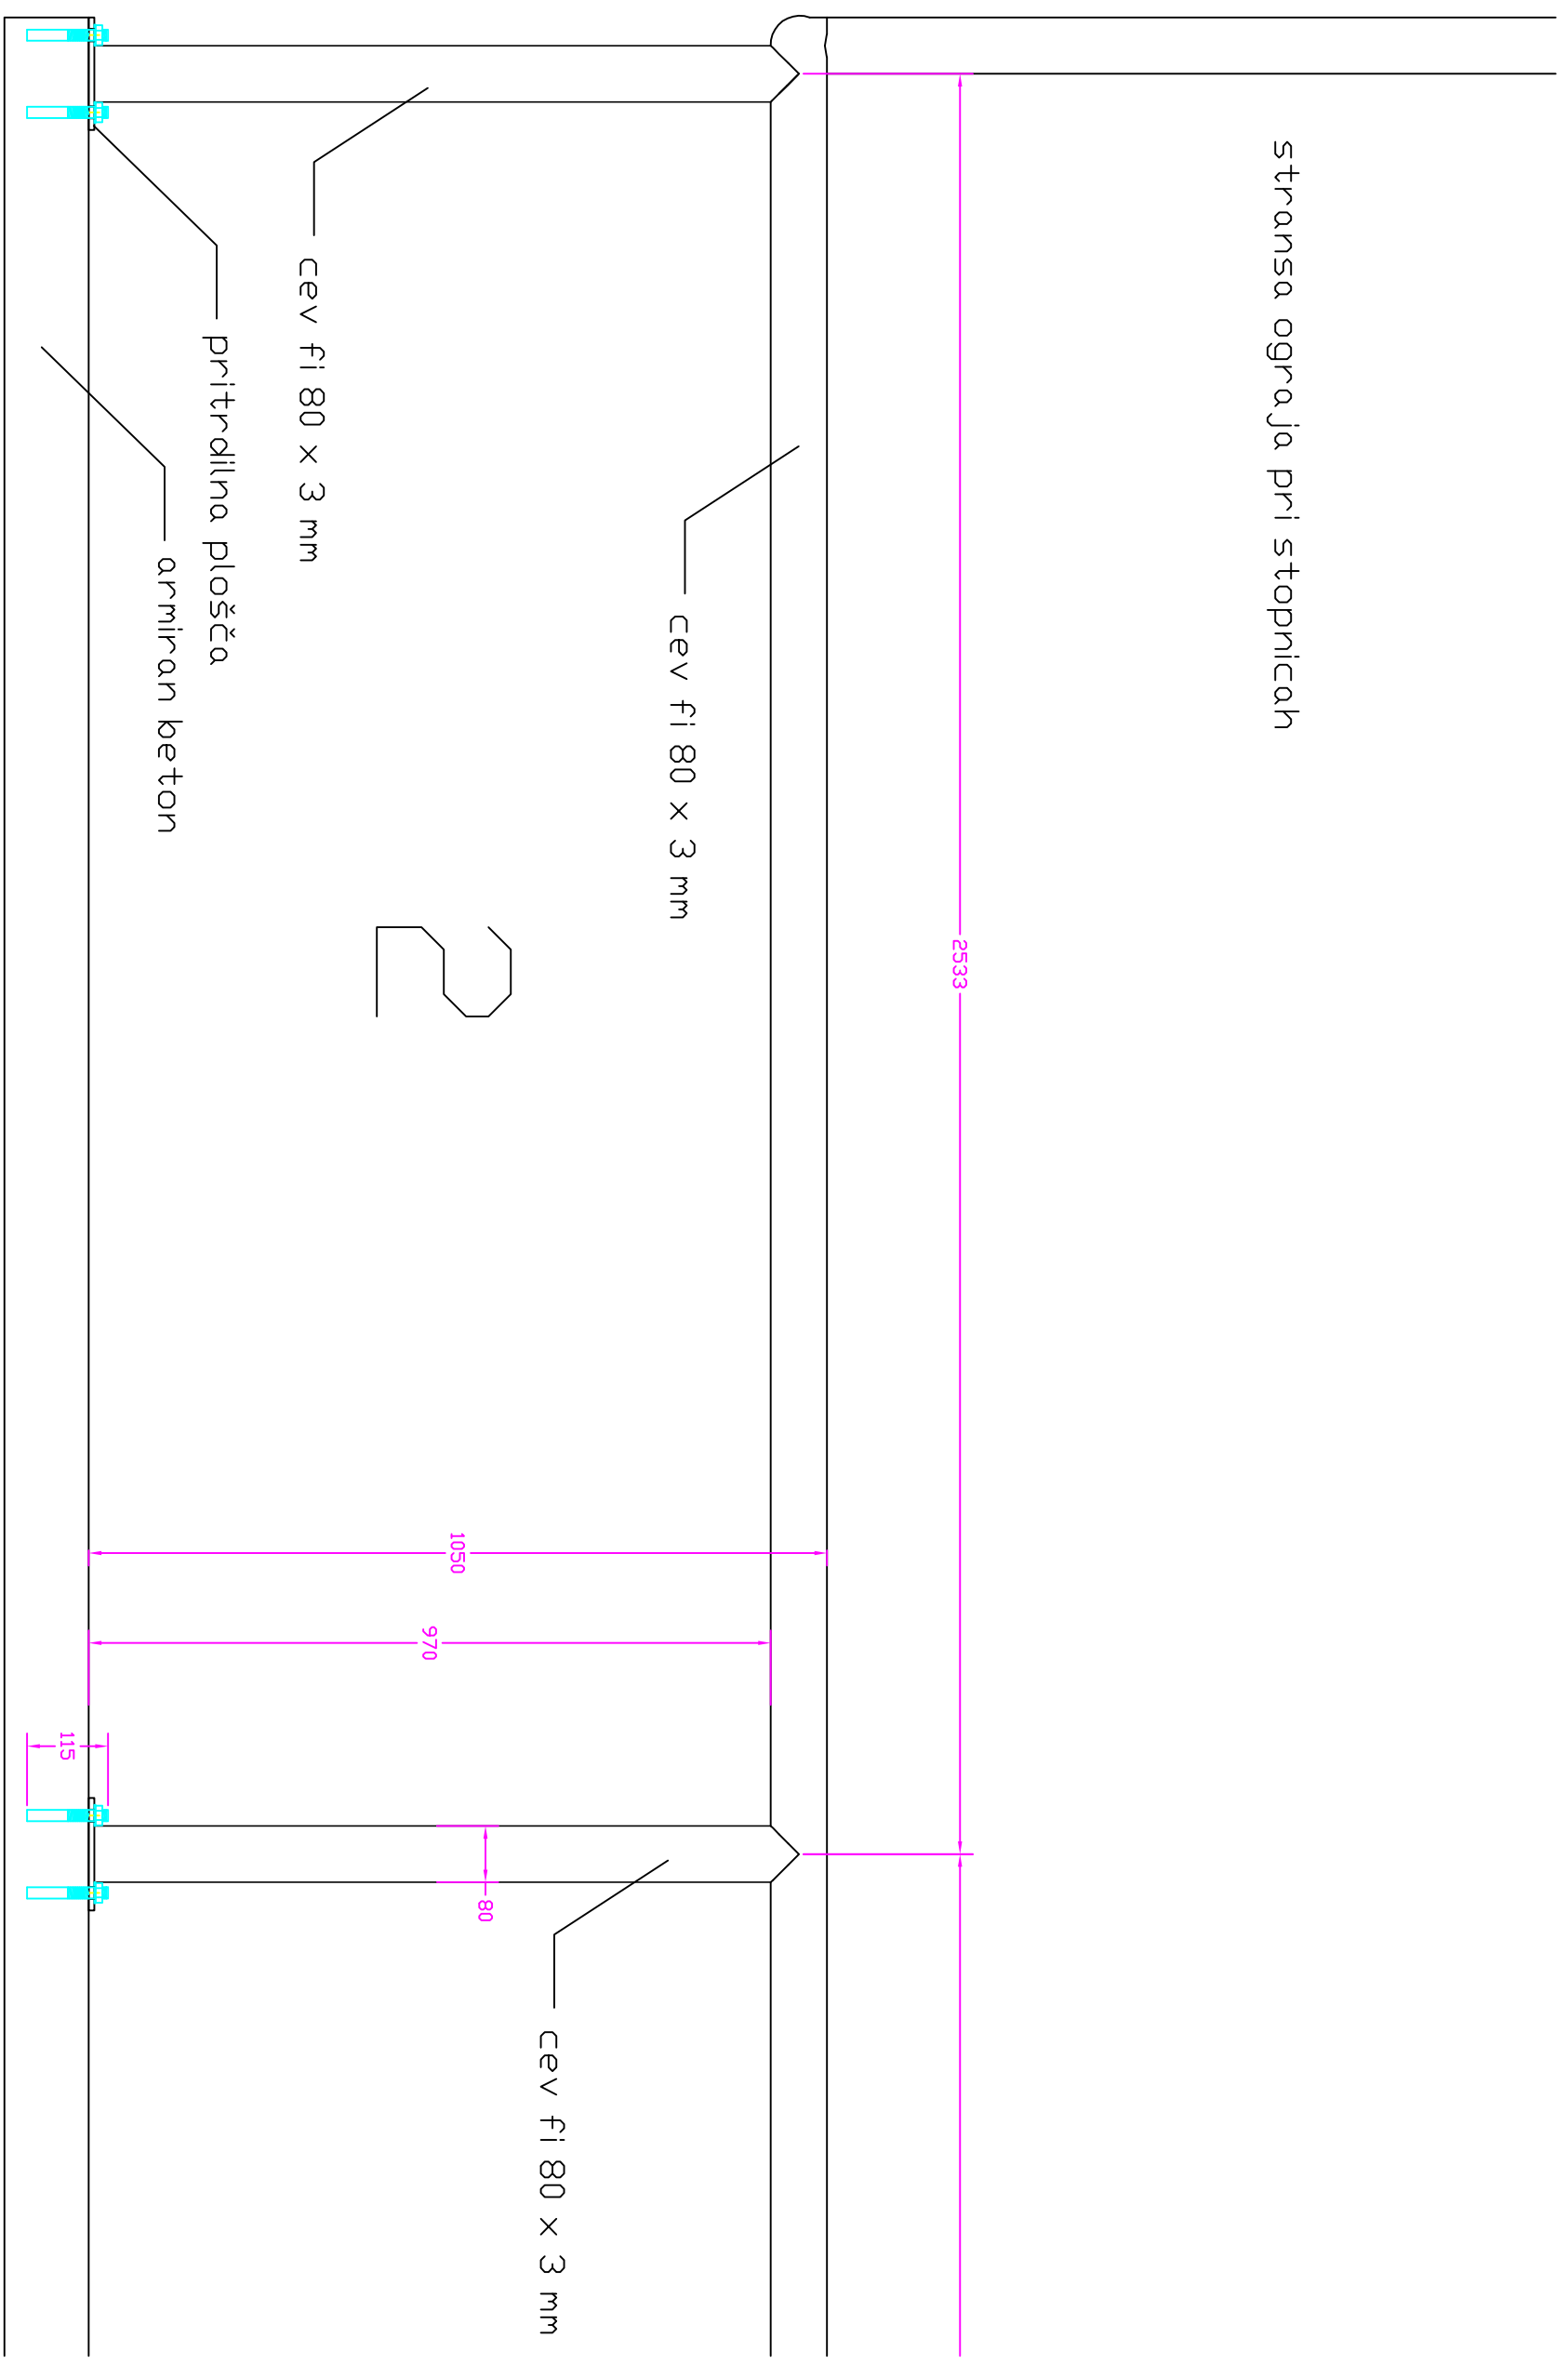 stransa ograja pri stopnicah
2533
cev fi 80 x 3 mm
cev fi 80 x 3 mm
2
1050
970
80
cev fi 80 x 3 mm
pritrdilna plošča
armiran beton
115